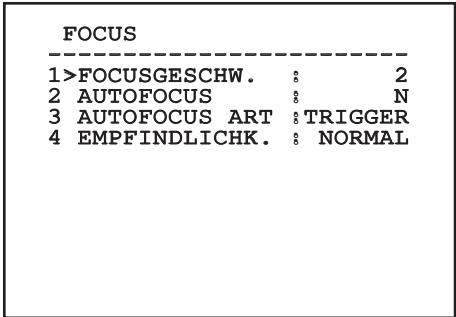 FOCUS
--------------------------
1>FOCUSGESCHW. : 2
2 AUTOFOCUS : N
3 AUTOFOCUS ART :TRIGGER
4 EMPFINDLICHK. : NORMAL